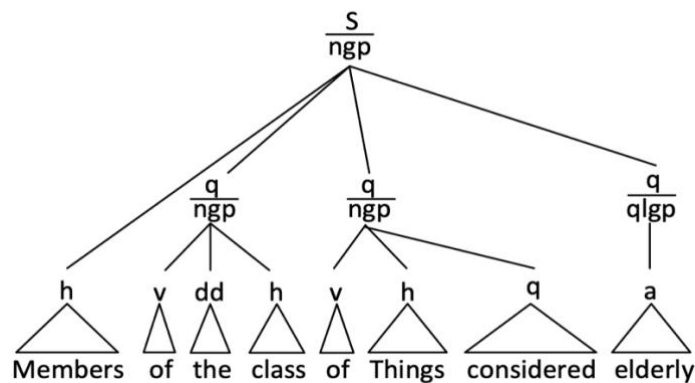 S
ngp
q
ngp
q
ngp
q
qlgp
h v dd h v h q a
Members of the class of Things considered elderly